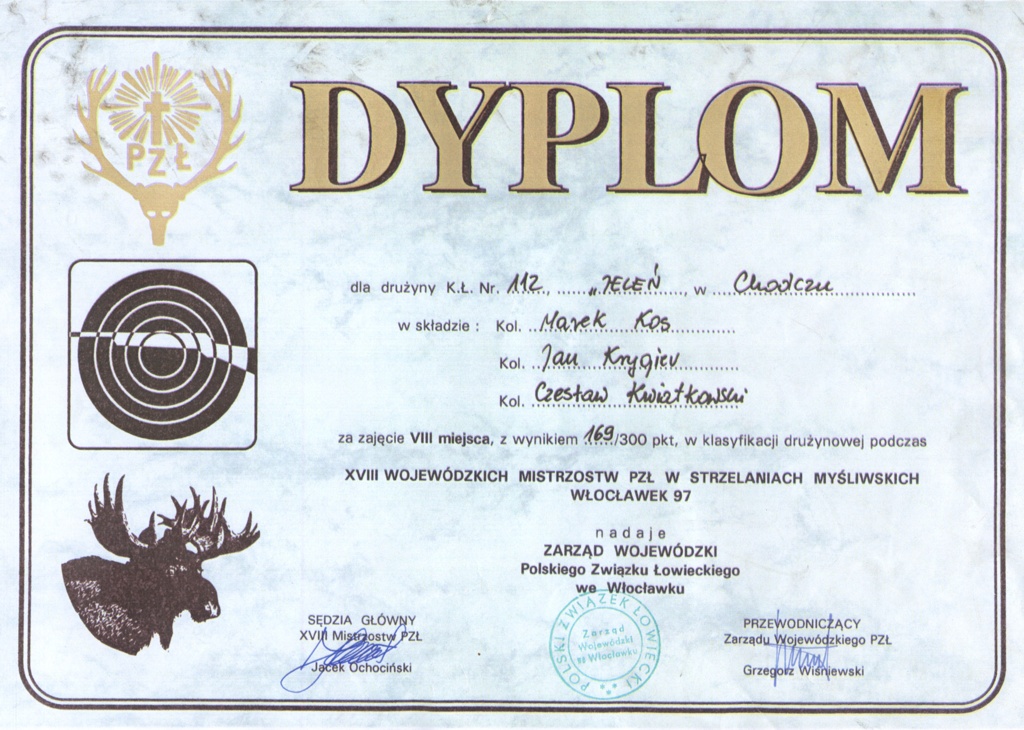 PZŁ
DYPLOM
dla drużyny K.Ł. Nr. 112, „JELEŃ, w Chodczu
w składzie : Kol. Marek Kos
Kol. Jan Krygier
Kol. Czesław Kwiatkowski
za zajęcie VIII miejsca, z wynikiem 169/300 pkt, w klasyfikacji drużynowej podczas
XVIII WOJEWÓDZKICH MISTRZOSTW PZŁ W STRZELANIACH MYŚLIWSKICH
WŁOCŁAWEK 97
nadaje
ZARZĄD WOJEWÓDZKI
Polskiego Związku Łowieckiego
we Włocławku
SĘDZIA GŁÓWNY
XVIII Mistrzostw PZŁ
Jacek Ochociński
POLSKI ZWIĄZEK ŁOWIECKI
Zarząd
Wojewódzki
we Włocławku
PRZEWODNICZĄCY
Zarządu Wojewódzkiego PZŁ
Grzegorz Wiśniewski